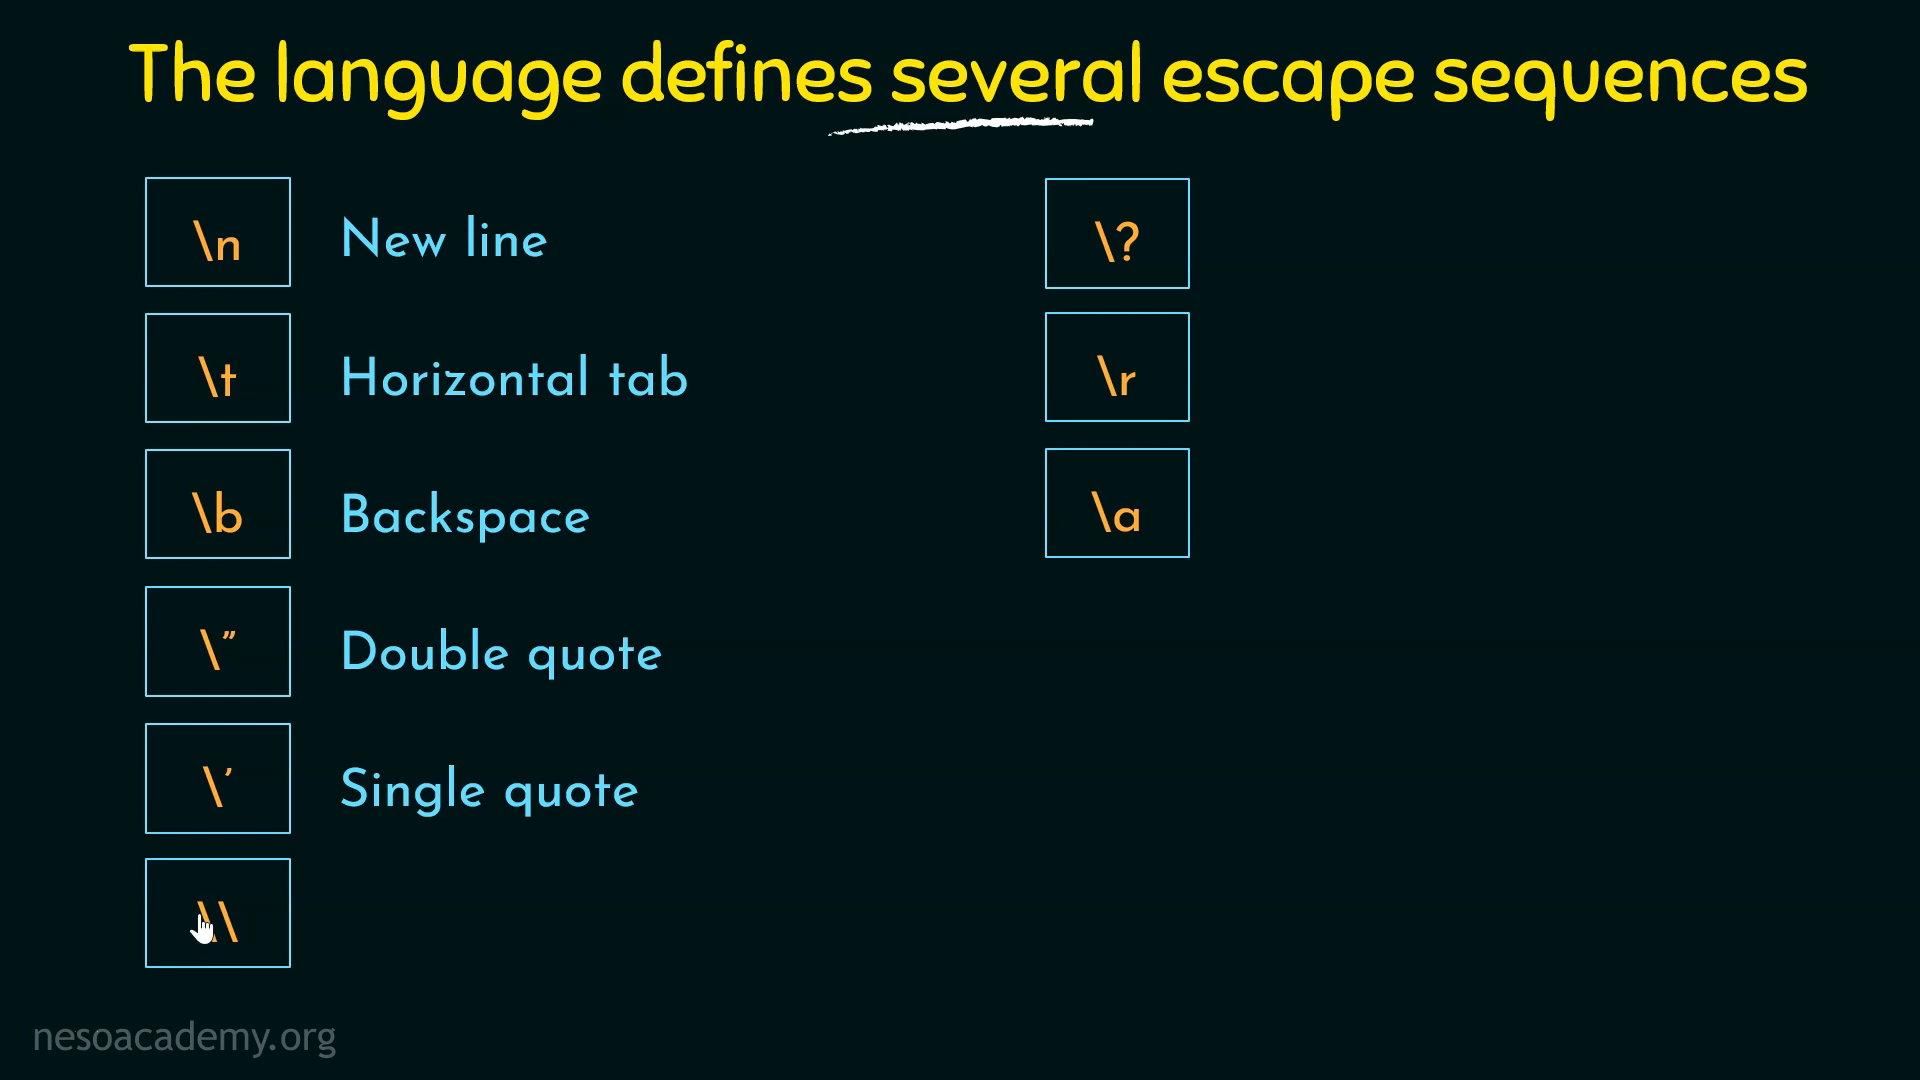 The language defines several escape sequences
\n New line
\t Horizontal tab
\b Backspace
\” Double quote
\’ Single quote
\\
\?
\r
\a
nesoacademy.org